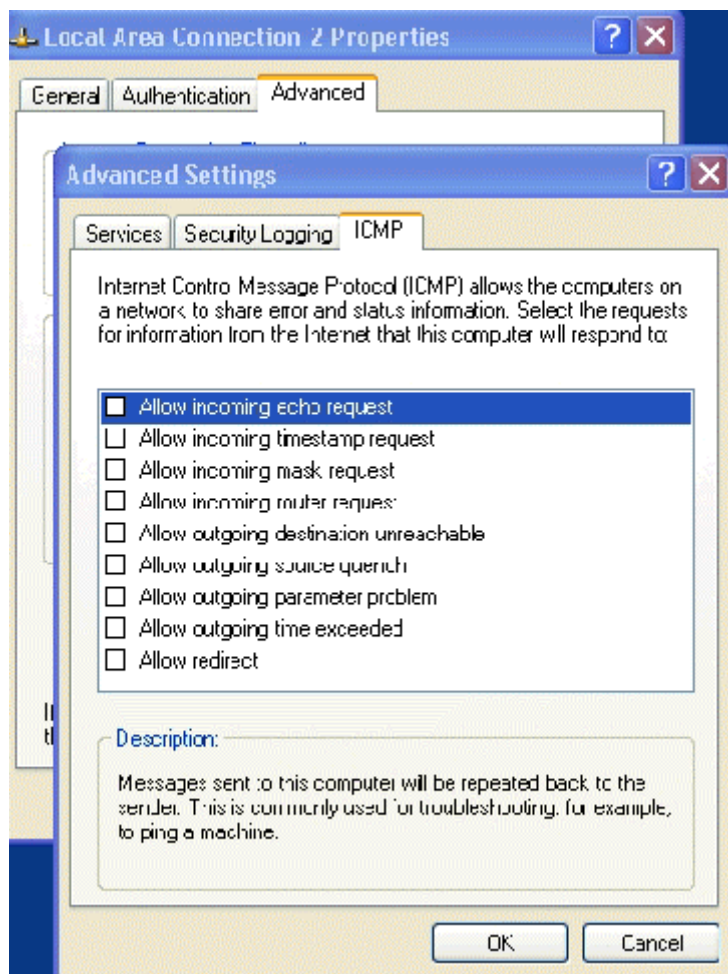 Local Area Connection 2 Properties
General Authentication Advanced
Advanced Settings
Services Security Logging ICMP
Internet Control Message Protocol (ICMP) allows the computers on
a network to share error and status information. Select the requests
for information from the Internet that this computer will respond to:
Allow incoming echo request
Allow incoming timestamp request
Allow incoming mask request
Allow incoming router request
Allow outgoing destination unreachable
Allow outgoing source quench
Allow outgoing parameter problem
Allow outgoing time exceeded
Allow redirect
Description:
Messages sent to this computer will be repeated back to the
sender. This is commonly used for troubleshooting, for example,
to ping a machine.
OK Cancel